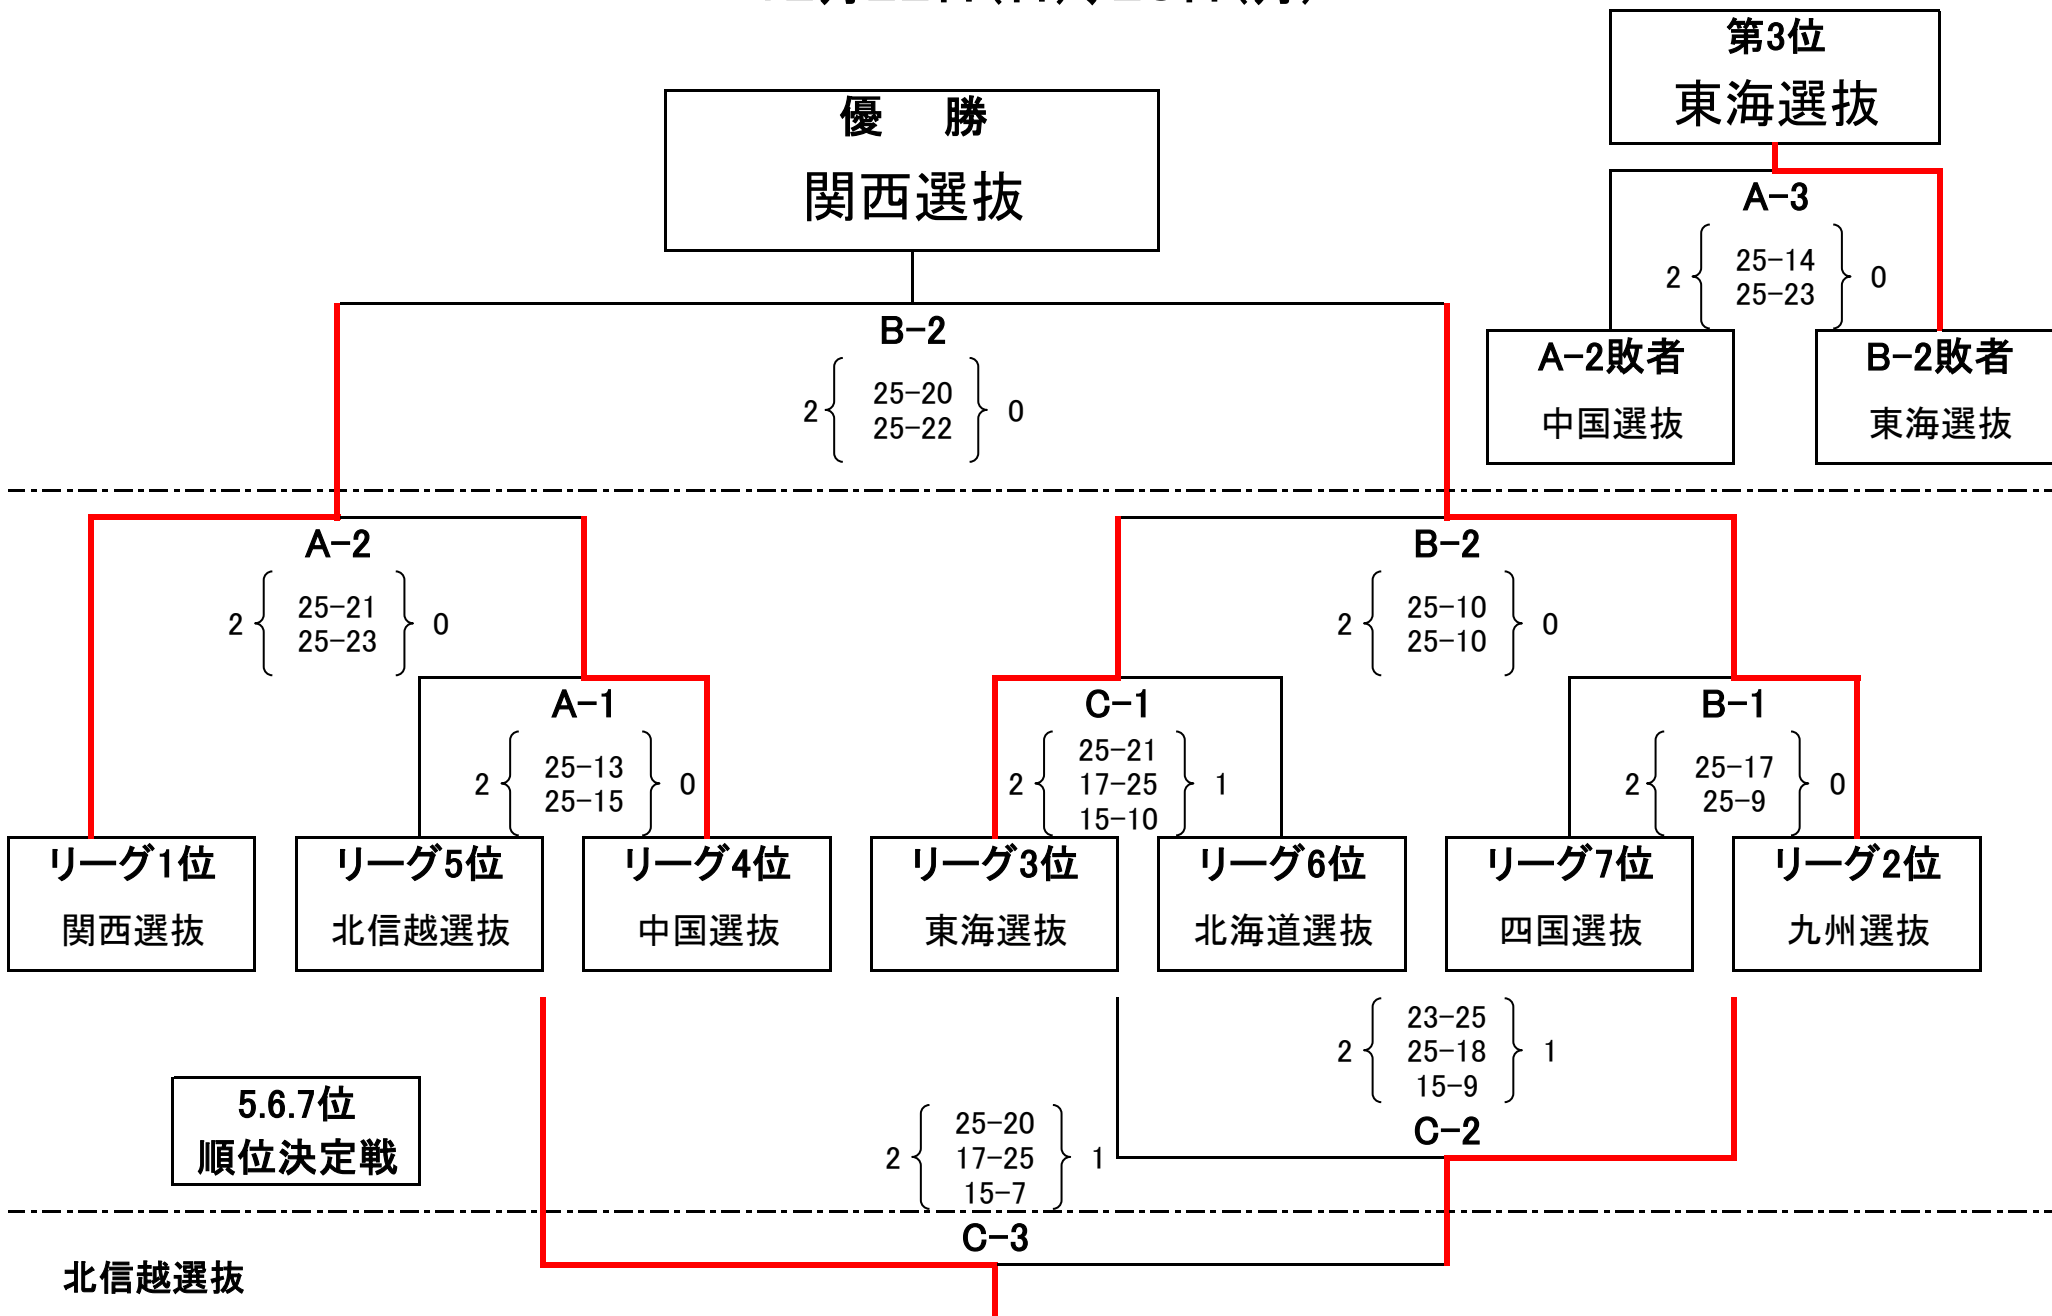 第3位
東海選抜
優　勝
関西選抜
A-3
2 25-14 0
25-23
B-2
2 25-20 0
25-22
A-2敗者
中国選抜
B-2敗者
東海選抜
A-2
2 25-21 0
25-23
B-2
2 25-10 0
25-10
A-1
2 25-13 0
25-15
C-1
25-21
2 17-25 1
15-10
B-1
2 25-17 0
25-9
リーグ1位
関西選抜
リーグ5位
北信越選抜
リーグ4位
中国選抜
リーグ3位
東海選抜
リーグ6位
北海道選抜
リーグ7位
四国選抜
リーグ2位
九州選抜
23-25
2 25-18 1
15-9
C-2
5.6.7位
順位決定戦
25-20
2 17-25 1
15-7
C-3
北信越選抜